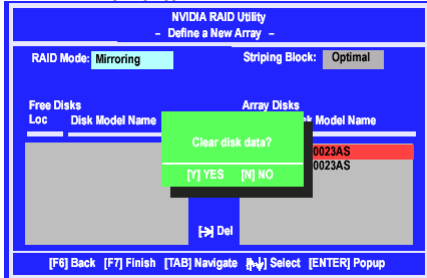 NVIDIA RAID Utility
- Define a New Array -
RAID Mode: Mirroring Striping Block: Optimal
Free Disks Array Disks
Loc Disk Model Name Model Name
Clear disk data?
0023AS
[Y] YES [N] NO
0023AS
[→] Del
[F6] Back [F7] Finish [TAB] Navigate [↑↓] Select [ENTER] Popup